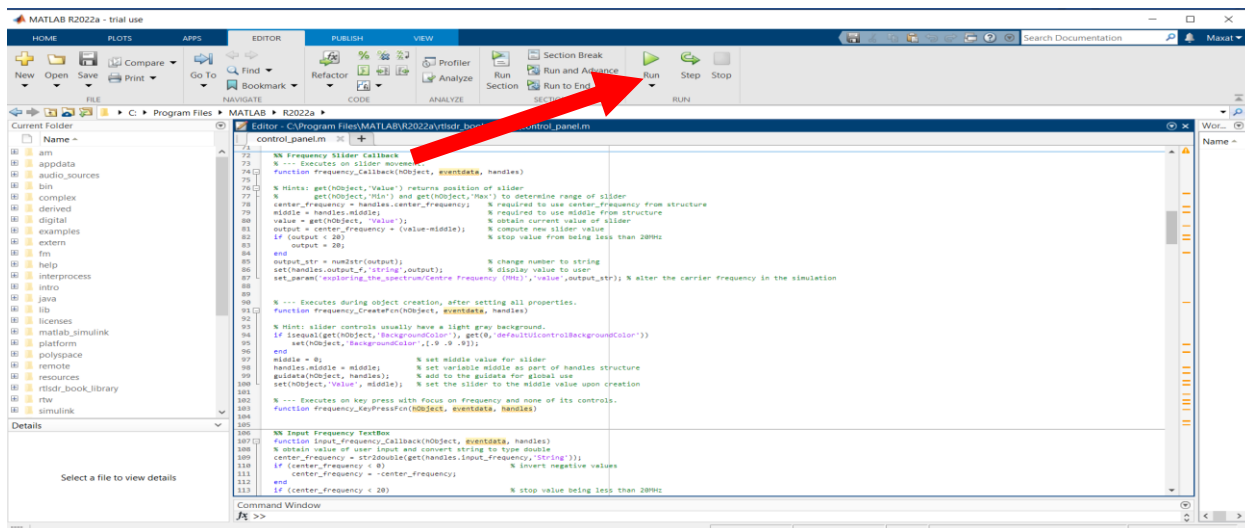 MATLAB R2022a - trial use
HOME PLOTS APPS EDITOR PUBLISH VIEW
Search Documentation
Maxat
New Open Save
Compare
Print
Go To
Find
Bookmark
Refactor
Profiler
Analyze
Run Section
Section Break
Run and Advance
Run to End
Run Step Stop
FILE NAVIGATE CODE ANALYZE RUN
C: Program Files MATLAB R2022a
Current Folder
Name
am
appdata
audio_sources
bin
complex
derived
digital
examples
extern
fm
help
interprocess
intro
java
lib
licenses
matlab_simulink
platform
polyspace
remote
resources
rtlsdr_book_library
rtw
simulink
Details
Select a file to view details
Editor - C:\Program Files\MATLAB\R2022a\rtlsdr_
control_panel.m
71
72 %% Frequency Slider Callback
73 % --- Executes on slider movement.
74 function frequency_Callback(hObject, eventdata, handles)
75
76 % Hints: get(hObject,'Value') returns position of slider
77 % get(hObject,'Min') and get(hObject,'Max') to determine range of slider
78 center_frequency = handles.center_frequency; % required to use center_frequency from structure
79 middle = handles.middle; % required to use middle from structure
80 value = get(hObject, 'Value'); % obtain current value of slider
81 output = center_frequency + (value-middle); % compute new slider value
82 if (output < 20) % stop value from being less than 20MHz
83 output = 20;
84 end
85 output_str = num2str(output); % change number to string
86 set(handles.output_f,'string',output); % display value to user
87 set_param('exploring_the_spectrum/Centre Frequency (MHz)','value',output_str); % alter the carrier frequency in the simulation
88
89
90 % --- Executes during object creation, after setting all properties.
91 function frequency_CreateFcn(hObject, eventdata, handles)
92
93 % Hint: slider controls usually have a light gray background.
94 if isequal(get(hObject,'BackgroundColor'), get(0,'defaultUicontrolBackgroundColor'))
95 set(hObject,'BackgroundColor',[.9 .9 .9]);
96 end
97 middle = 0; % set middle value for slider
98 handles.middle = middle; % set variable middle as part of handles structure
99 guidata(hObject, handles); % add to the guidata for global use
100 set(hObject,'Value', middle); % set the slider to the middle value upon creation
101
102 % --- Executes on key press with focus on frequency and none of its controls.
103 function frequency_KeyPressFcn(hObject, eventdata, handles)
104
105
106 %% Input Frequency TextBox
107 function input_frequency_Callback(hObject, eventdata, handles)
108 % obtain value of user input and convert string to type double
109 center_frequency = str2double(get(handles.input_frequency,'String'));
110 if (center_frequency < 0) % invert negative values
111 center_frequency = -center_frequency;
112 end
113 if (center_frequency < 20) % stop value being less than 20MHz
Command Window
fx >>
Wor...
Name